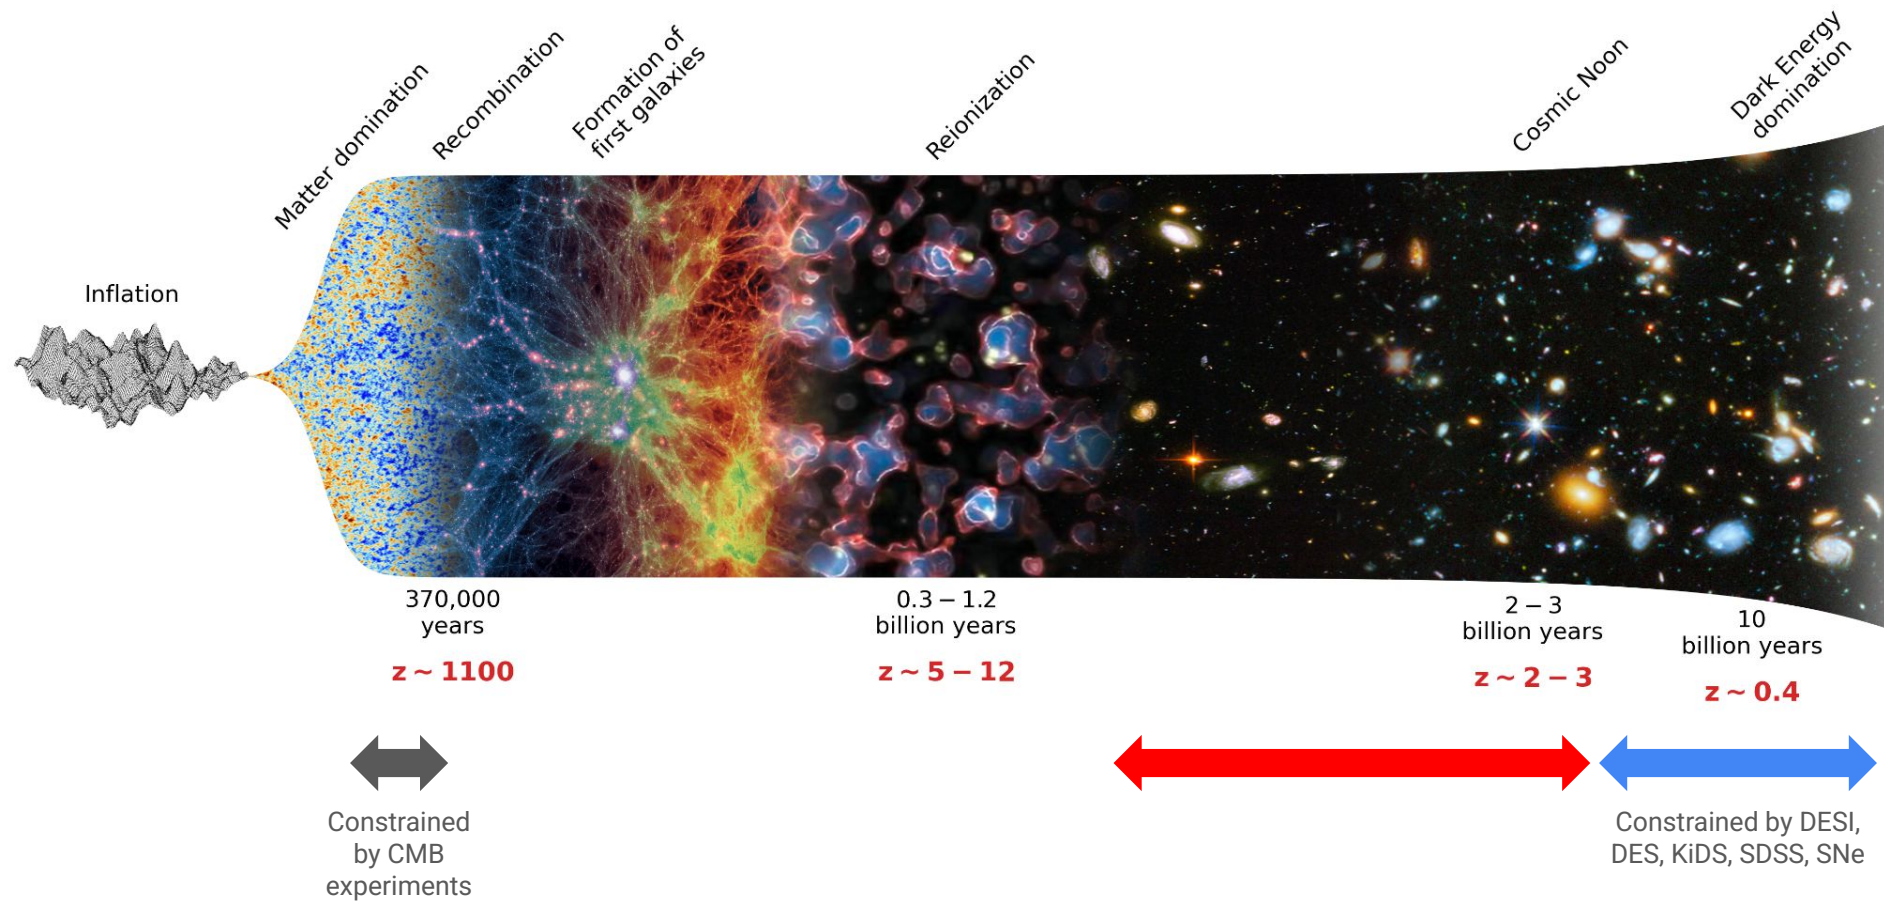 Inflation
Matter domination
Recombination
Formation of
first galaxies
Reionization
Cosmic Noon
Dark Energy
domination
370,000
years
z ~ 1100
0.3 – 1.2
billion years
z ~ 5 – 12
2 – 3
billion years
z ~ 2 – 3
10
billion years
z ~ 0.4
Constrained
by CMB
experiments
Constrained by DESI,
DES, KiDS, SDSS, SNe